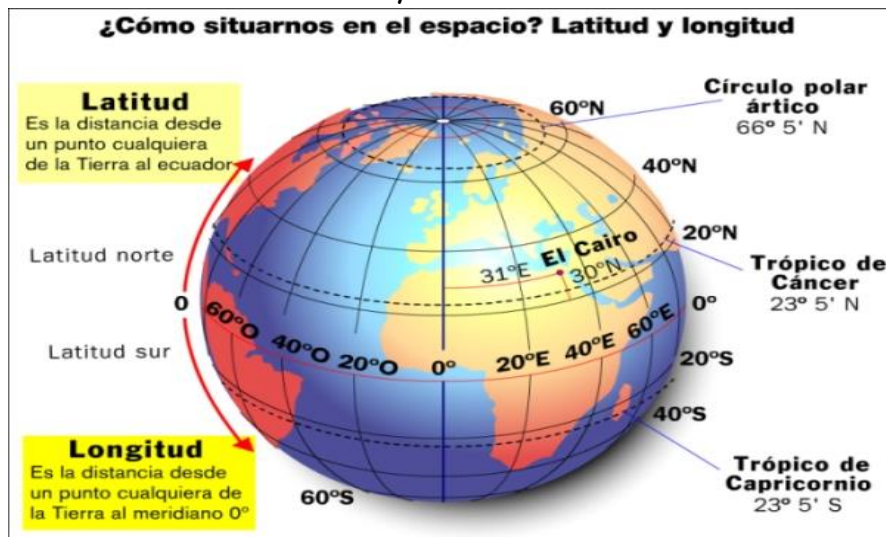 ¿Cómo situarnos en el espacio? Latitud y longitud
Latitud
Es la distancia desde
un punto cualquiera
de la Tierra al ecuador
Círculo polar
ártico
66º 5' N
60ºN
40ºN
20ºN
Latitud norte
El Cairo
31ºE
30ºN
Trópico de
Cáncer
23º 5' N
0
60ºO
40ºO
20ºO
0º
20ºE
40ºE
60ºE
0º
Latitud sur
20ºS
40ºS
Longitud
Es la distancia desde
un punto cualquiera de
la Tierra al meridiano 0º
60ºS
Trópico de
Capricornio
23º 5' S